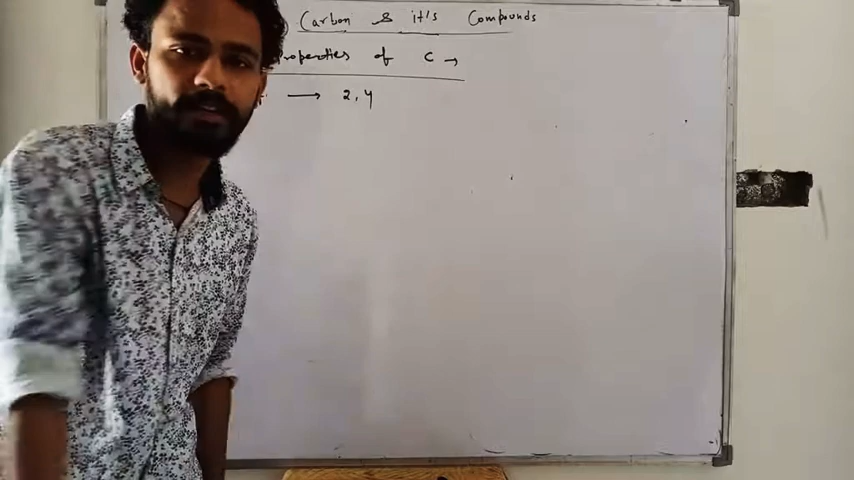 Carbon & it's Compounds
Properties of C →
→ 2, 4